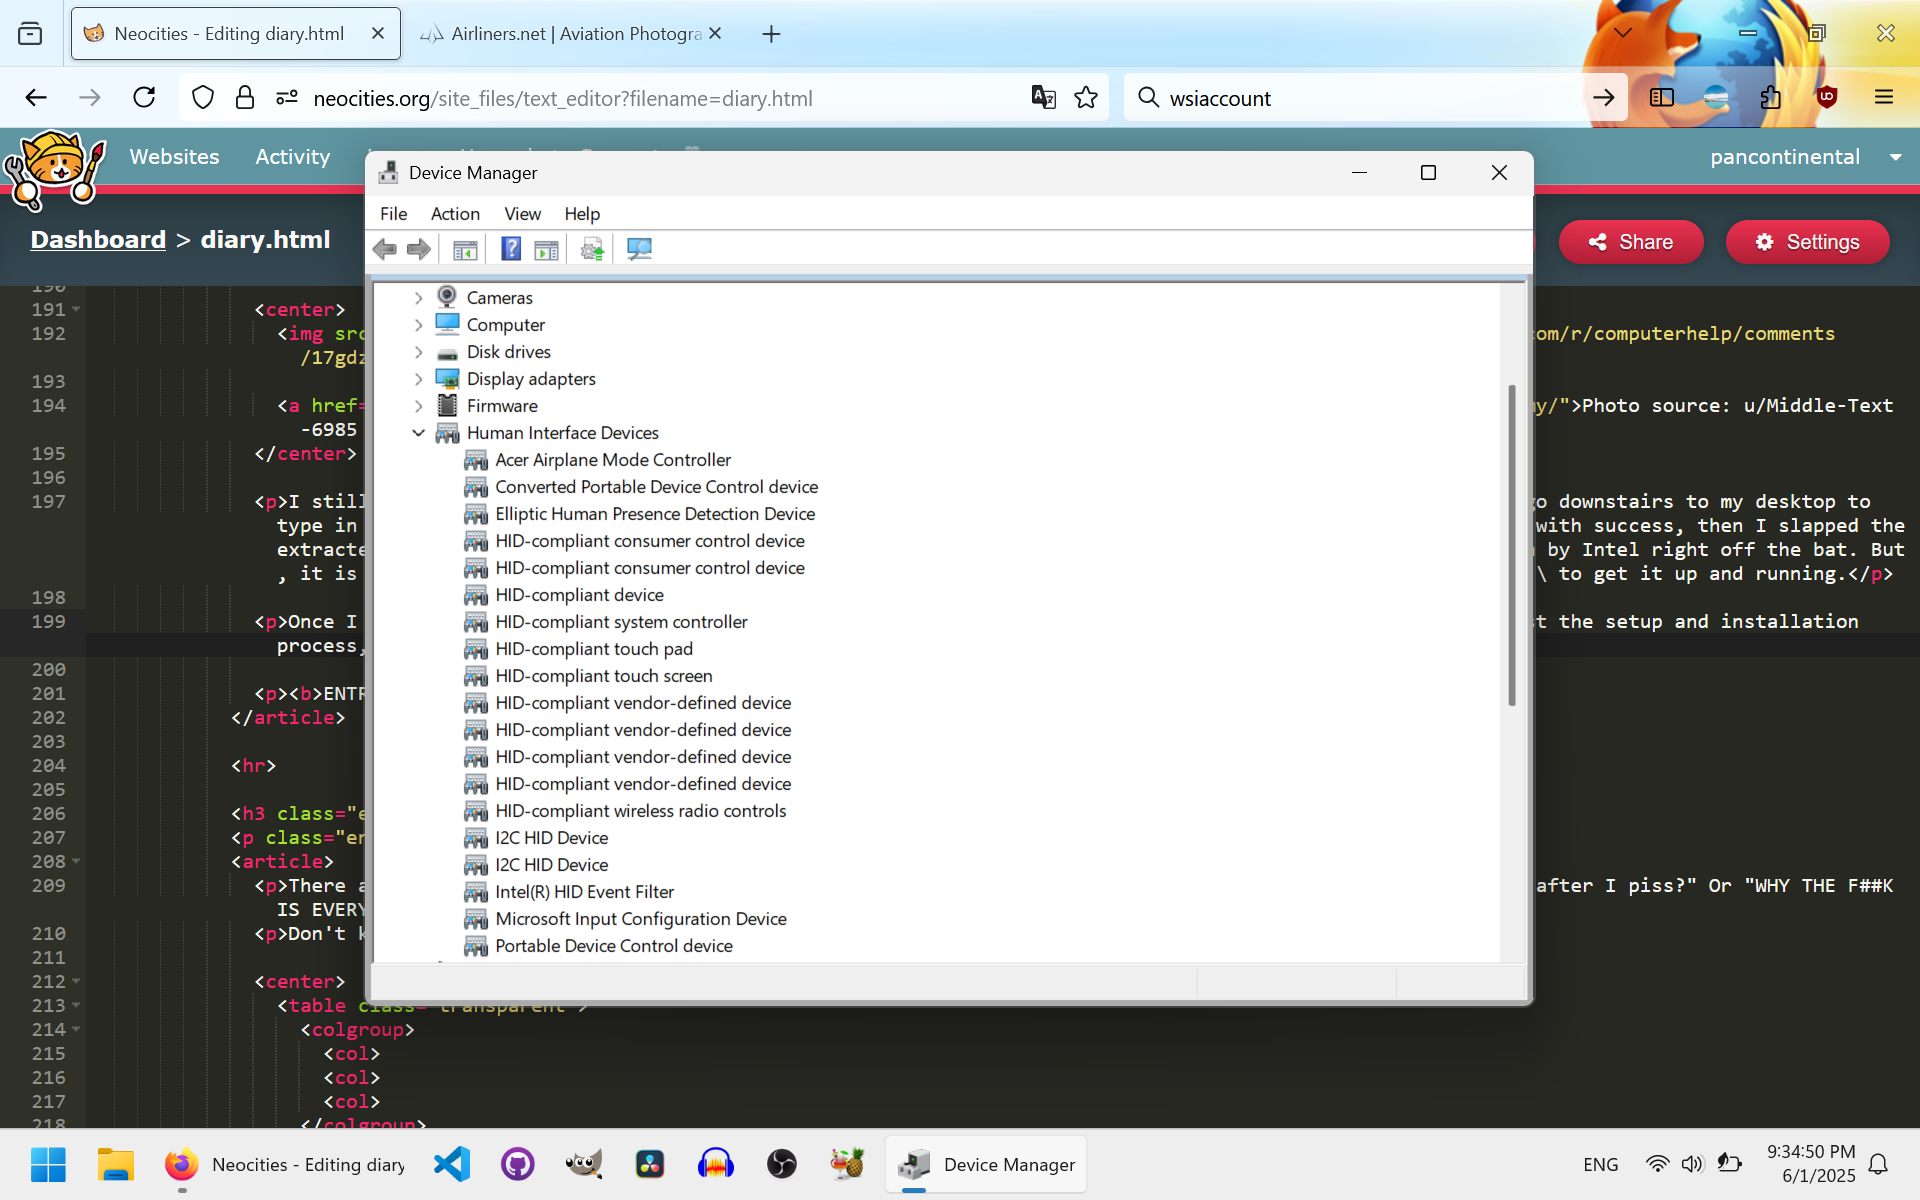 Neocities - Editing diary.html
Airliners.net | Aviation Photogra
neocities.org/site_files/text_editor?filename=diary.html
wsiaccount
Websites Activity
pancontinental
Dashboard > diary.html
Share
Settings
Device Manager
File Action View Help
Cameras
Computer
Disk drives
Display adapters
Firmware
Human Interface Devices
Acer Airplane Mode Controller
Converted Portable Device Control device
Elliptic Human Presence Detection Device
HID-compliant consumer control device
HID-compliant consumer control device
HID-compliant device
HID-compliant system controller
HID-compliant touch pad
HID-compliant touch screen
HID-compliant vendor-defined device
HID-compliant vendor-defined device
HID-compliant vendor-defined device
HID-compliant vendor-defined device
HID-compliant wireless radio controls
I2C HID Device
I2C HID Device
Intel(R) HID Event Filter
Microsoft Input Configuration Device
Portable Device Control device
190
191 <center>
192 <img src om/r/computerhelp/comments
/17gdz
193
194 <a href= y/">Photo source: u/Middle-Text
-6985
195 </center>
196
197 <p>I still go downstairs to my desktop to
type in with success, then I slapped the
extracte by Intel right off the bat. But
, it is \ to get it up and running.</p>
198
199 <p>Once I t the setup and installation
process,
200
201 <p><b>ENTR
202 </article>
203
204 <hr>
205
206 <h3 class="e
207 <p class="er
208 <article>
209 <p>There a after I piss?" Or "WHY THE F##K
IS EVERY
210 <p>Don't k
211
212 <center>
213 <table class="transparent">
214 <colgroup>
215 <col>
216 <col>
217 <col>
218 </colgroup>
Neocities - Editing diary
Device Manager
ENG
9:34:50 PM
6/1/2025